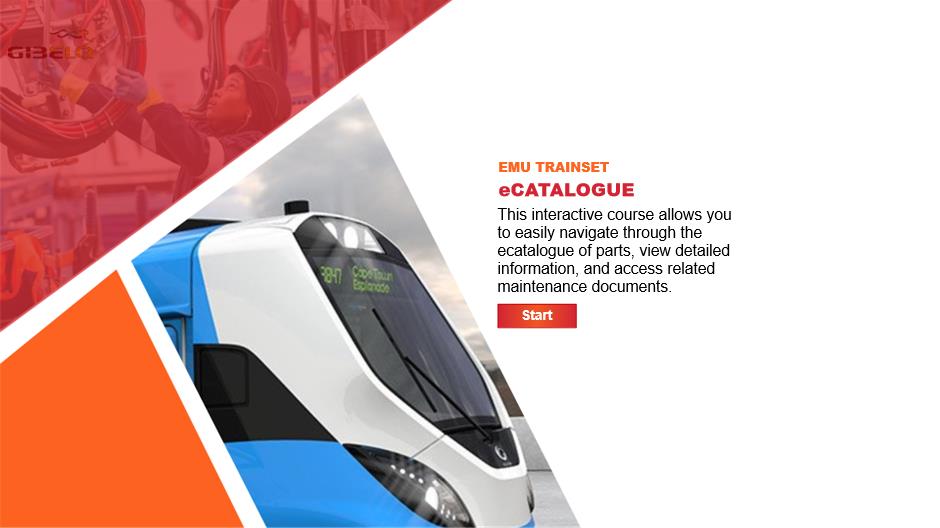 GIBELA
EMU TRAINSET
eCATALOGUE
This interactive course allows you
to easily navigate through the
ecatalogue of parts, view detailed
information, and access related
maintenance documents.
Start
9847 Cape Town
Esplanade